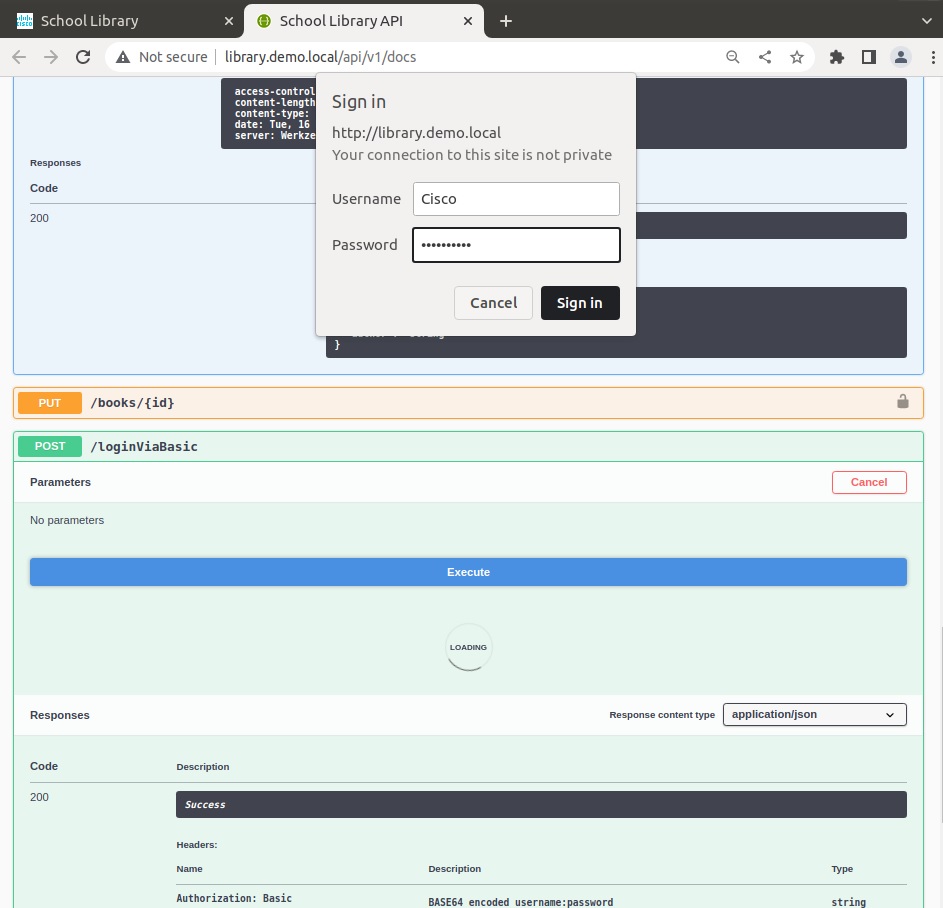 School Library
School Library API
Not secure
library.demo.local/api/v1/docs
access-control
content-length
content-type:
date: Tue, 16
server: Werkze
Sign in
http://library.demo.local
Your connection to this site is not private
Username Cisco
Password ••••••••••
Cancel Sign in
Responses
Code
200
}
PUT /books/{id}
POST /loginViaBasic
Parameters Cancel
No parameters
Execute
LOADING
Responses Response content type application/json
Code Description
200 Success
Headers:
Name Description Type
Authorization: Basic BASE64 encoded username:password string